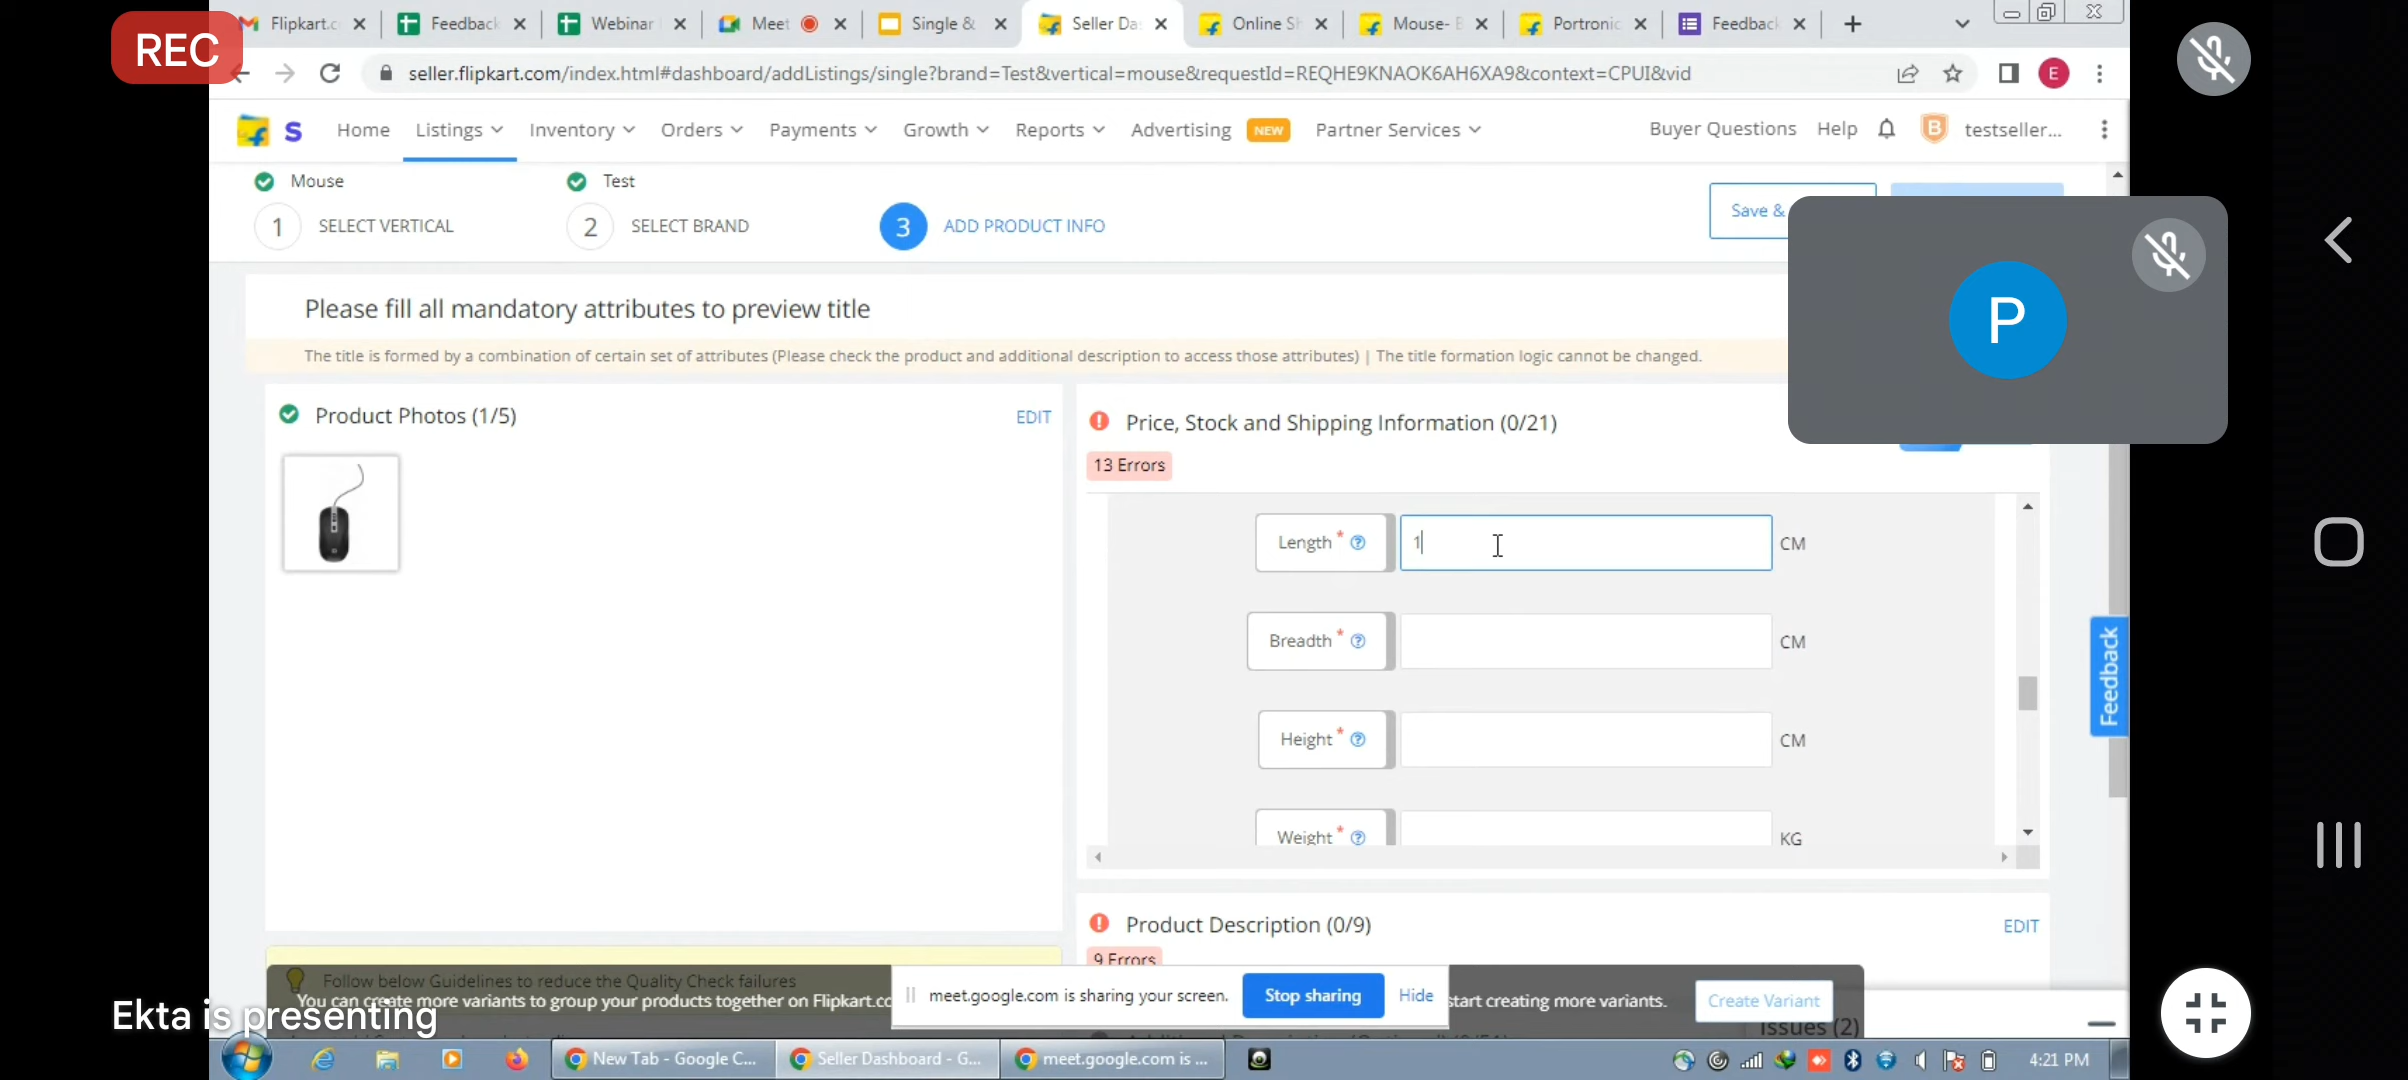 REC
Flipkart.c
Feedback
Webinar
Meet
Single &
Seller Da
Online Sh
Mouse- B
Portronic
Feedback
seller.flipkart.com/index.html#dashboard/addListings/single?brand=Test&vertical=mouse&requestId=REQHE9KNAOK6AH6XA9&context=CPUI&vid
E
S
Home
Listings
Inventory
Orders
Payments
Growth
Reports
Advertising
NEW
Partner Services
Buyer Questions
Help
B
testseller...
Mouse
Test
1
SELECT VERTICAL
2
SELECT BRAND
3
ADD PRODUCT INFO
Save &
Please fill all mandatory attributes to preview title
The title is formed by a combination of certain set of attributes (Please check the product and additional description to access those attributes) | The title formation logic cannot be changed.
P
Product Photos (1/5)
EDIT
Price, Stock and Shipping Information (0/21)
13 Errors
Length *
1
CM
Breadth *
CM
Height *
CM
Weight *
KG
Feedback
Product Description (0/9)
EDIT
9 Errors
Follow below Guidelines to reduce the Quality Check failures
You can create more variants to group your products together on Flipkart.co
meet.google.com is sharing your screen.
Stop sharing
Hide
start creating more variants.
Create Variant
Issues (2)
Ekta is presenting
New Tab - Google C...
Seller Dashboard - G...
meet.google.com is ...
4:21 PM